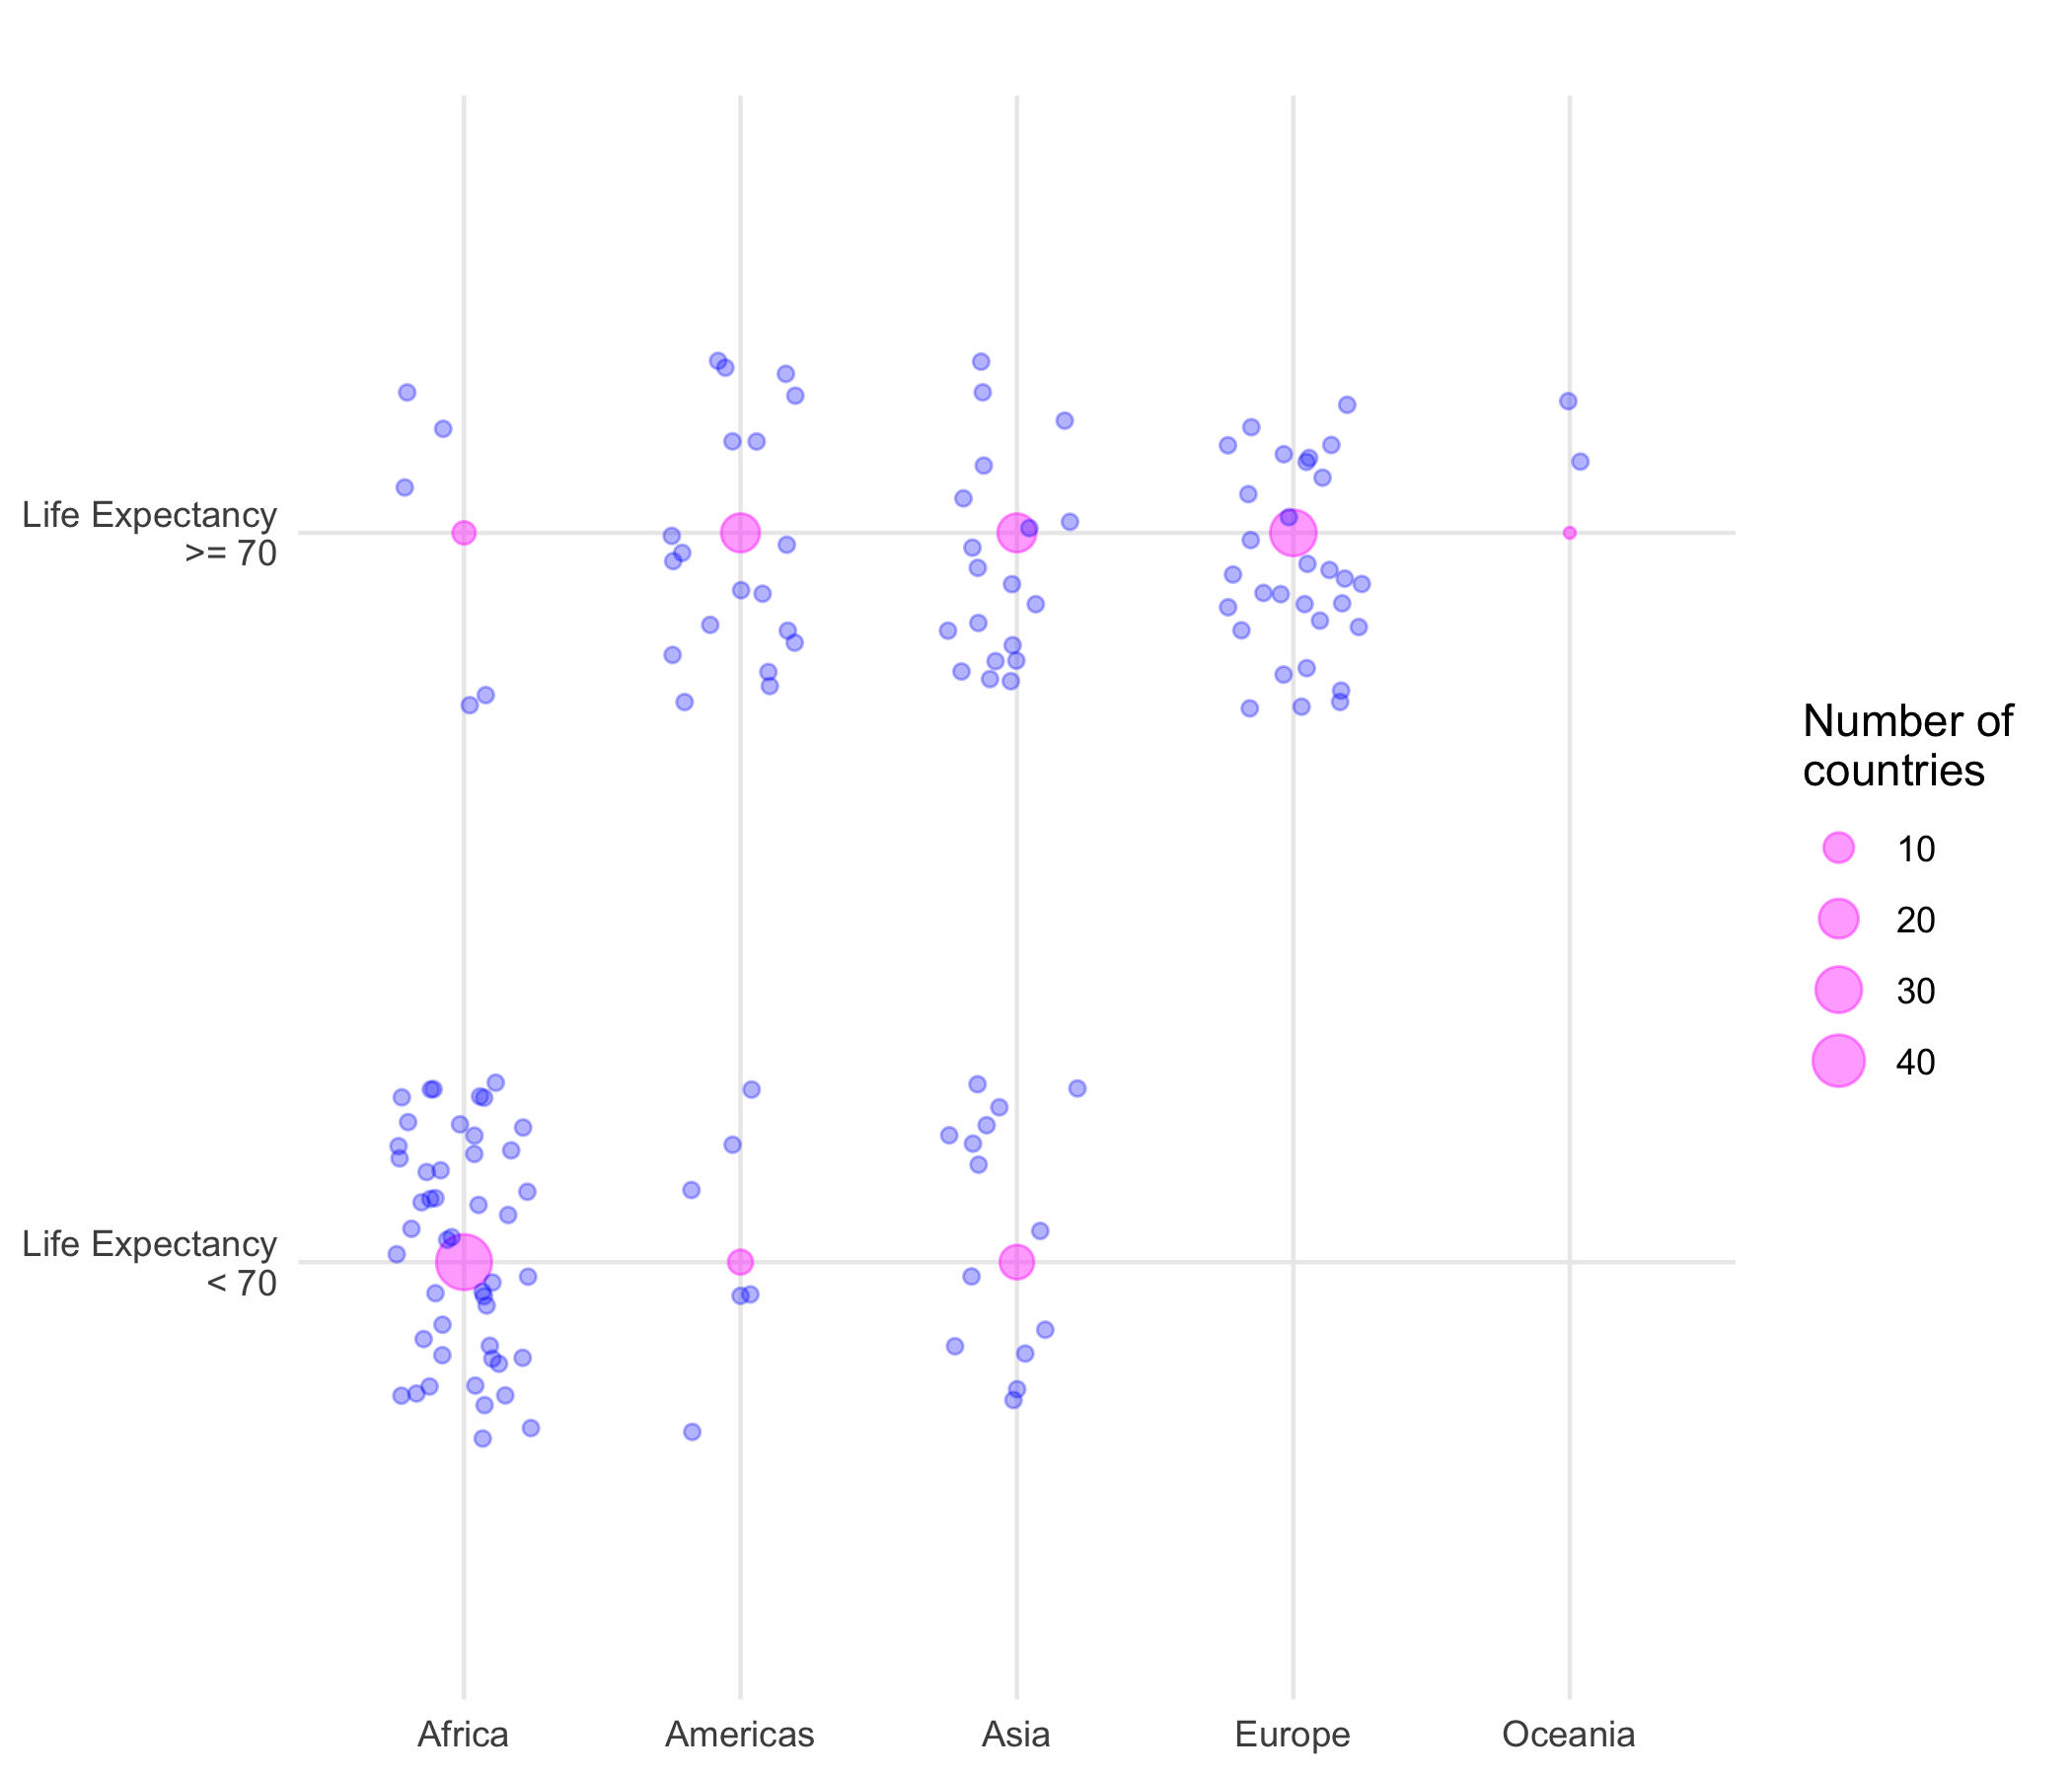 Life Expectancy
>= 70
Life Expectancy
< 70
Africa
Americas
Asia
Europe
Oceania
Number of
countries
10
20
30
40